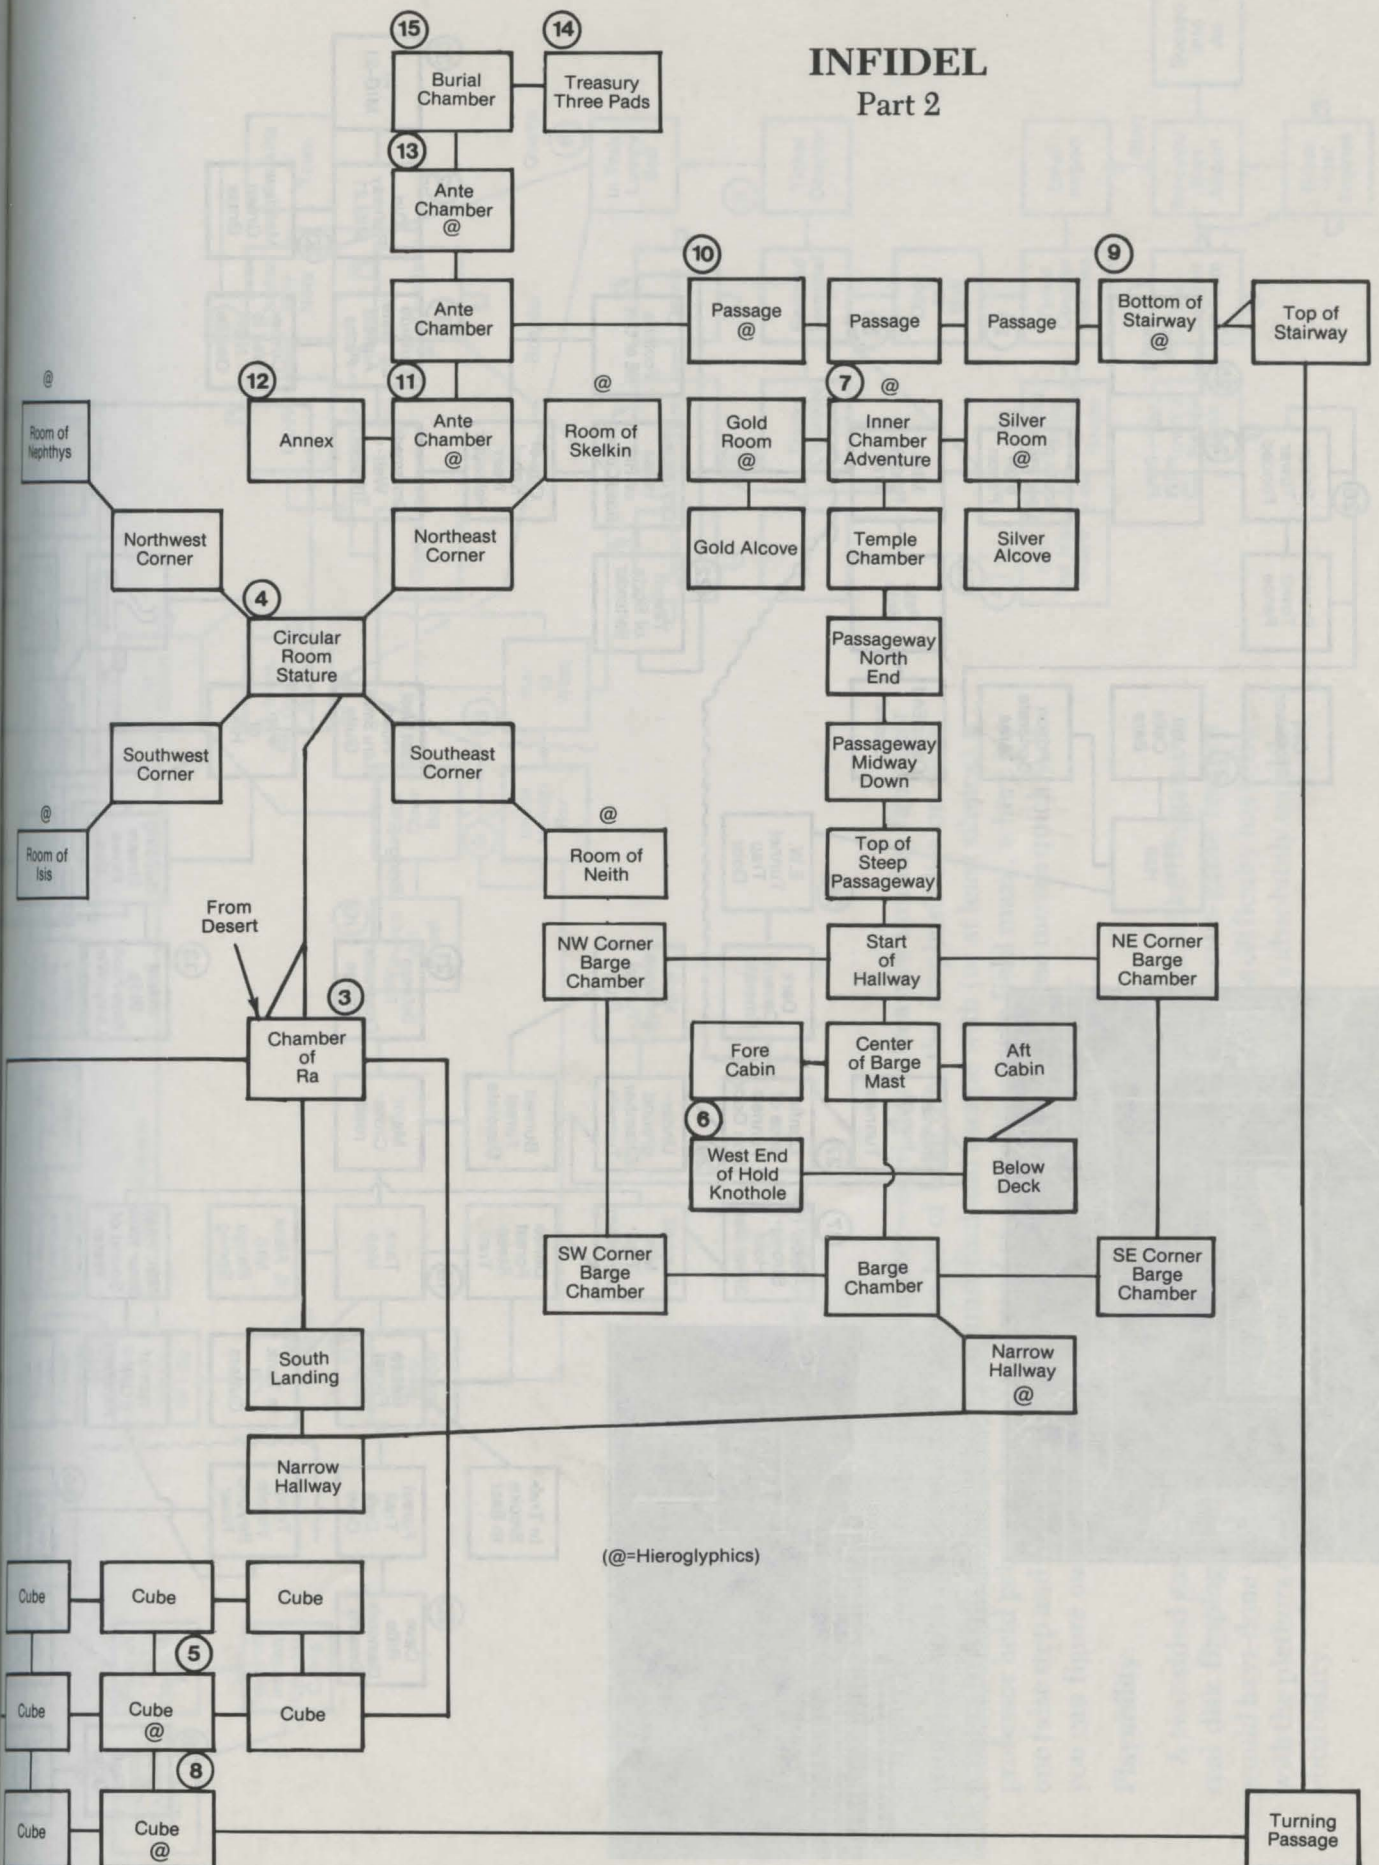 INFIDEL
Part 2
15
14
Burial
Chamber
Treasury
Three Pads
13
Ante
Chamber
@
10
9
Ante
Chamber
Passage
@
Passage
Passage
Bottom of
Stairway
@
Top of
Stairway
@
12
11
@
7
@
Room of
Nephthys
Annex
Ante
Chamber
@
Room of
Skelkin
Gold
Room
@
Inner
Chamber
Adventure
Silver
Room
@
Northwest
Corner
Northeast
Corner
Gold Alcove
Temple
Chamber
Silver
Alcove
4
Circular
Room
Stature
Passageway
North
End
Southwest
Corner
Southeast
Corner
Passageway
Midway
Down
@
@
Room of
Isis
Room of
Neith
Top of
Steep
Passageway
From
Desert
NW Corner
Barge
Chamber
Start
of
Hallway
NE Corner
Barge
Chamber
3
Chamber
of
Ra
Fore
Cabin
Center
of Barge
Mast
Aft
Cabin
6
West End
of Hold
Knothole
Below
Deck
SW Corner
Barge
Chamber
Barge
Chamber
SE Corner
Barge
Chamber
South
Landing
Narrow
Hallway
@
Narrow
Hallway
(@=Hieroglyphics)
Cube
Cube
Cube
5
Cube
Cube
@
Cube
8
Cube
Cube
@
Turning
Passage